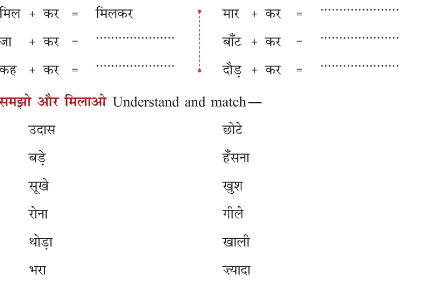 मिल + कर = मिलकर मार + कर = ....................
जा + कर = .................... बाँट + कर = ....................
कह + कर = .................... दौड़ + कर = ....................
समझो और मिलाओ Understand and match—
उदास छोटे
बड़े हँसना
सूखे खुश
रोना गीले
थोड़ा खाली
भरा ज़्यादा